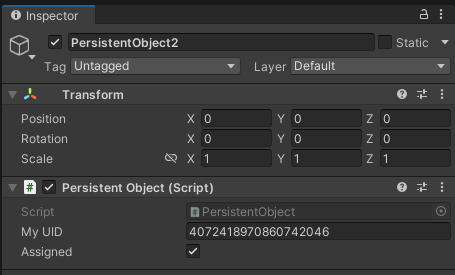 Inspector
PersistentObject2 Static
Tag Untagged Layer Default
Transform
Position X 0 Y 0 Z 0
Rotation X 0 Y 0 Z 0
Scale X 1 Y 1 Z 1
# Persistent Object (Script)
Script # PersistentObject
My UID 4072418970860742046
Assigned